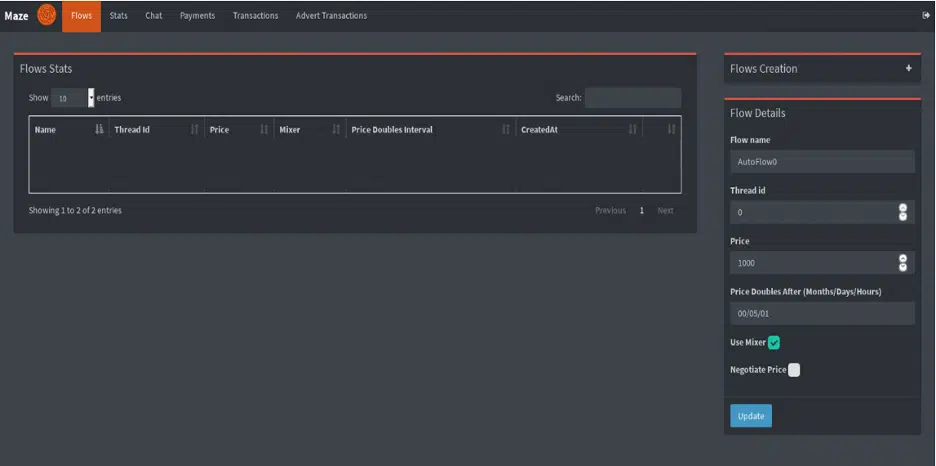 Maze Flows Stats Chat Payments Transactions Advert Transactions
Flows Stats
Show 10 entries Search:
Name Thread Id Price Mixer Price Doubles Interval CreatedAt
Showing 1 to 2 of 2 entries Previous 1 Next
Flows Creation +
Flow Details
Flow name
AutoFlow0
Thread id
0
Price
1000
Price Doubles After (Months/Days/Hours)
00/05/01
Use Mixer
Negotiate Price
Update